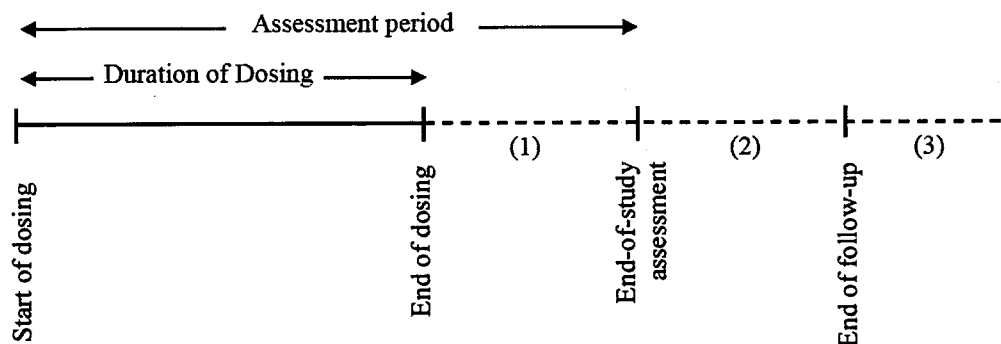 Assessment period
Duration of Dosing
(1)
(2)
(3)
Start of dosing
End of dosing
End-of-study
assessment
End of follow-up